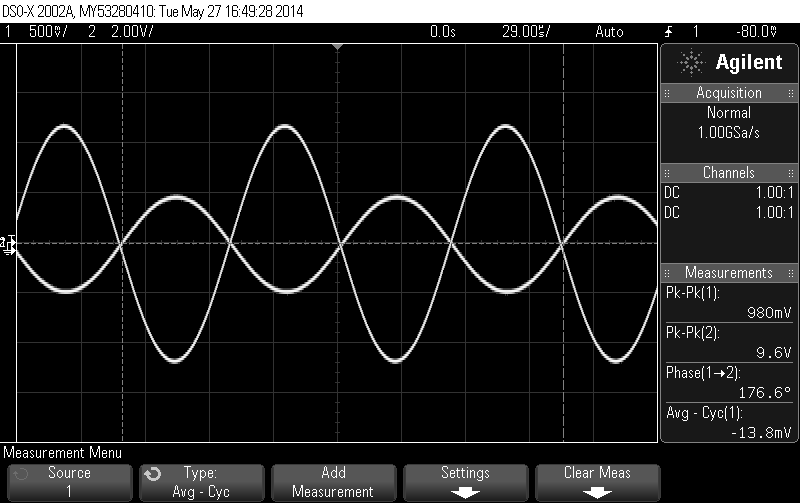 DSO-X 2002A, MY53280410: Tue May 27 16:49:28 2014
1 500mV/ 2 2.00V/ 0.0s 29.00us/ Auto 1 -80.0mV
Agilent
Acquisition
Normal
1.00GSa/s
Channels
DC 1.00:1
DC 1.00:1
Measurements
Pk-Pk(1):
980mV
Pk-Pk(2):
9.6V
Phase(1→2):
176.6°
Avg - Cyc(1):
-13.8mV
Measurement Menu
Source
1
Type:
Avg - Cyc
Add
Measurement
Settings
Clear Meas